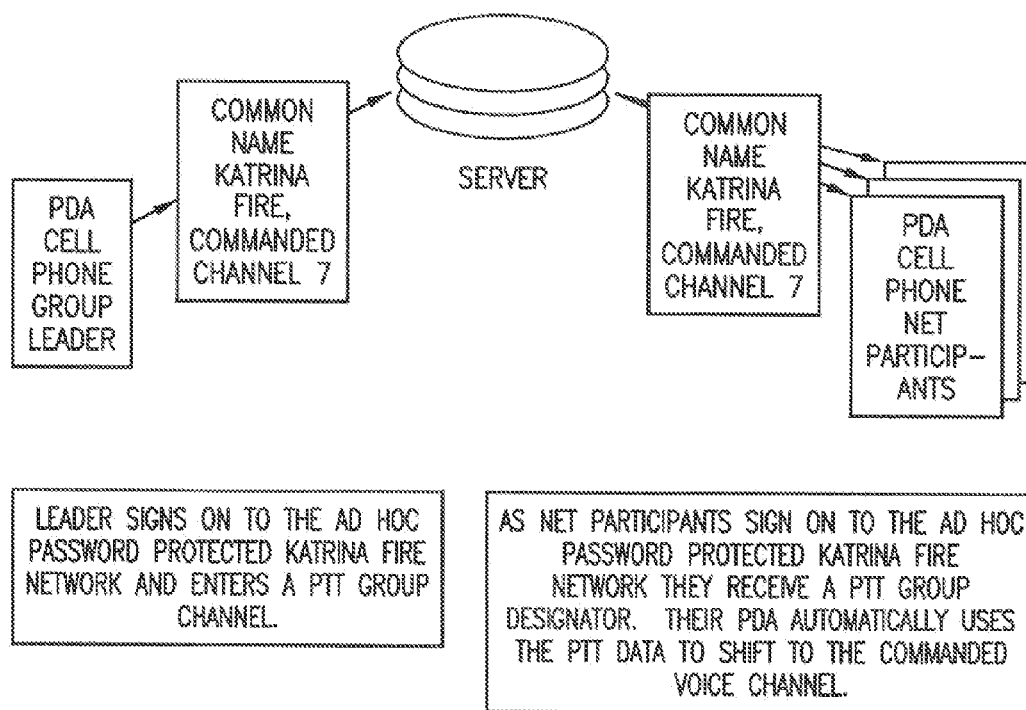 PDA
CELL
PHONE
GROUP
LEADER
COMMON
NAME
KATRINA
FIRE,
COMMANDED
CHANNEL 7
SERVER
COMMON
NAME
KATRINA
FIRE,
COMMANDED
CHANNEL 7
PDA
CELL
PHONE
NET
PARTICIP-
ANTS
LEADER SIGNS ON TO THE AD HOC
PASSWORD PROTECTED KATRINA FIRE
NETWORK AND ENTERS A PTT GROUP
CHANNEL.
AS NET PARTICIPANTS SIGN ON TO THE AD HOC
PASSWORD PROTECTED KATRINA FIRE
NETWORK THEY RECEIVE A PTT GROUP
DESIGNATOR. THEIR PDA AUTOMATICALLY USES
THE PTT DATA TO SHIFT TO THE COMMANDED
VOICE CHANNEL.